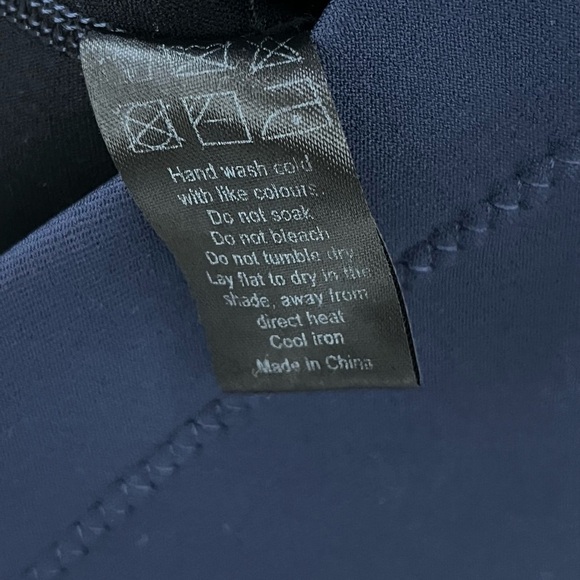 Hand wash cold
with like colours.
Do not soak
Do not bleach
Do not tumble dry
Lay flat to dry in the
shade, away from
direct heat
Cool iron
Made in China